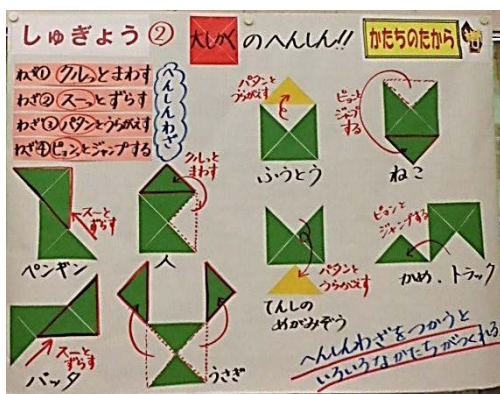 しゅぎょう②
大しかくのへんしん!!
かたちのたから
わざ① クルっとまわす
わざ② スーっとずらす
わざ③ パタンとうらがえす
わざ④ ピョンとジャンプする
へんしんわざ
パタンと
うらがえす
ふうとう
ピョンと
ジャンプ
する
ねこ
スーっと
ずらす
ペンギン
クルっと
まわす
人
パタンと
うらがえす
てんしの
めがみぞう
ピョンと
ジャンプする
かめ、トラック
スーっと
ずらす
バッタ
うさぎ
へんしんわざをつかうと
いろいろなかたちがつくれる